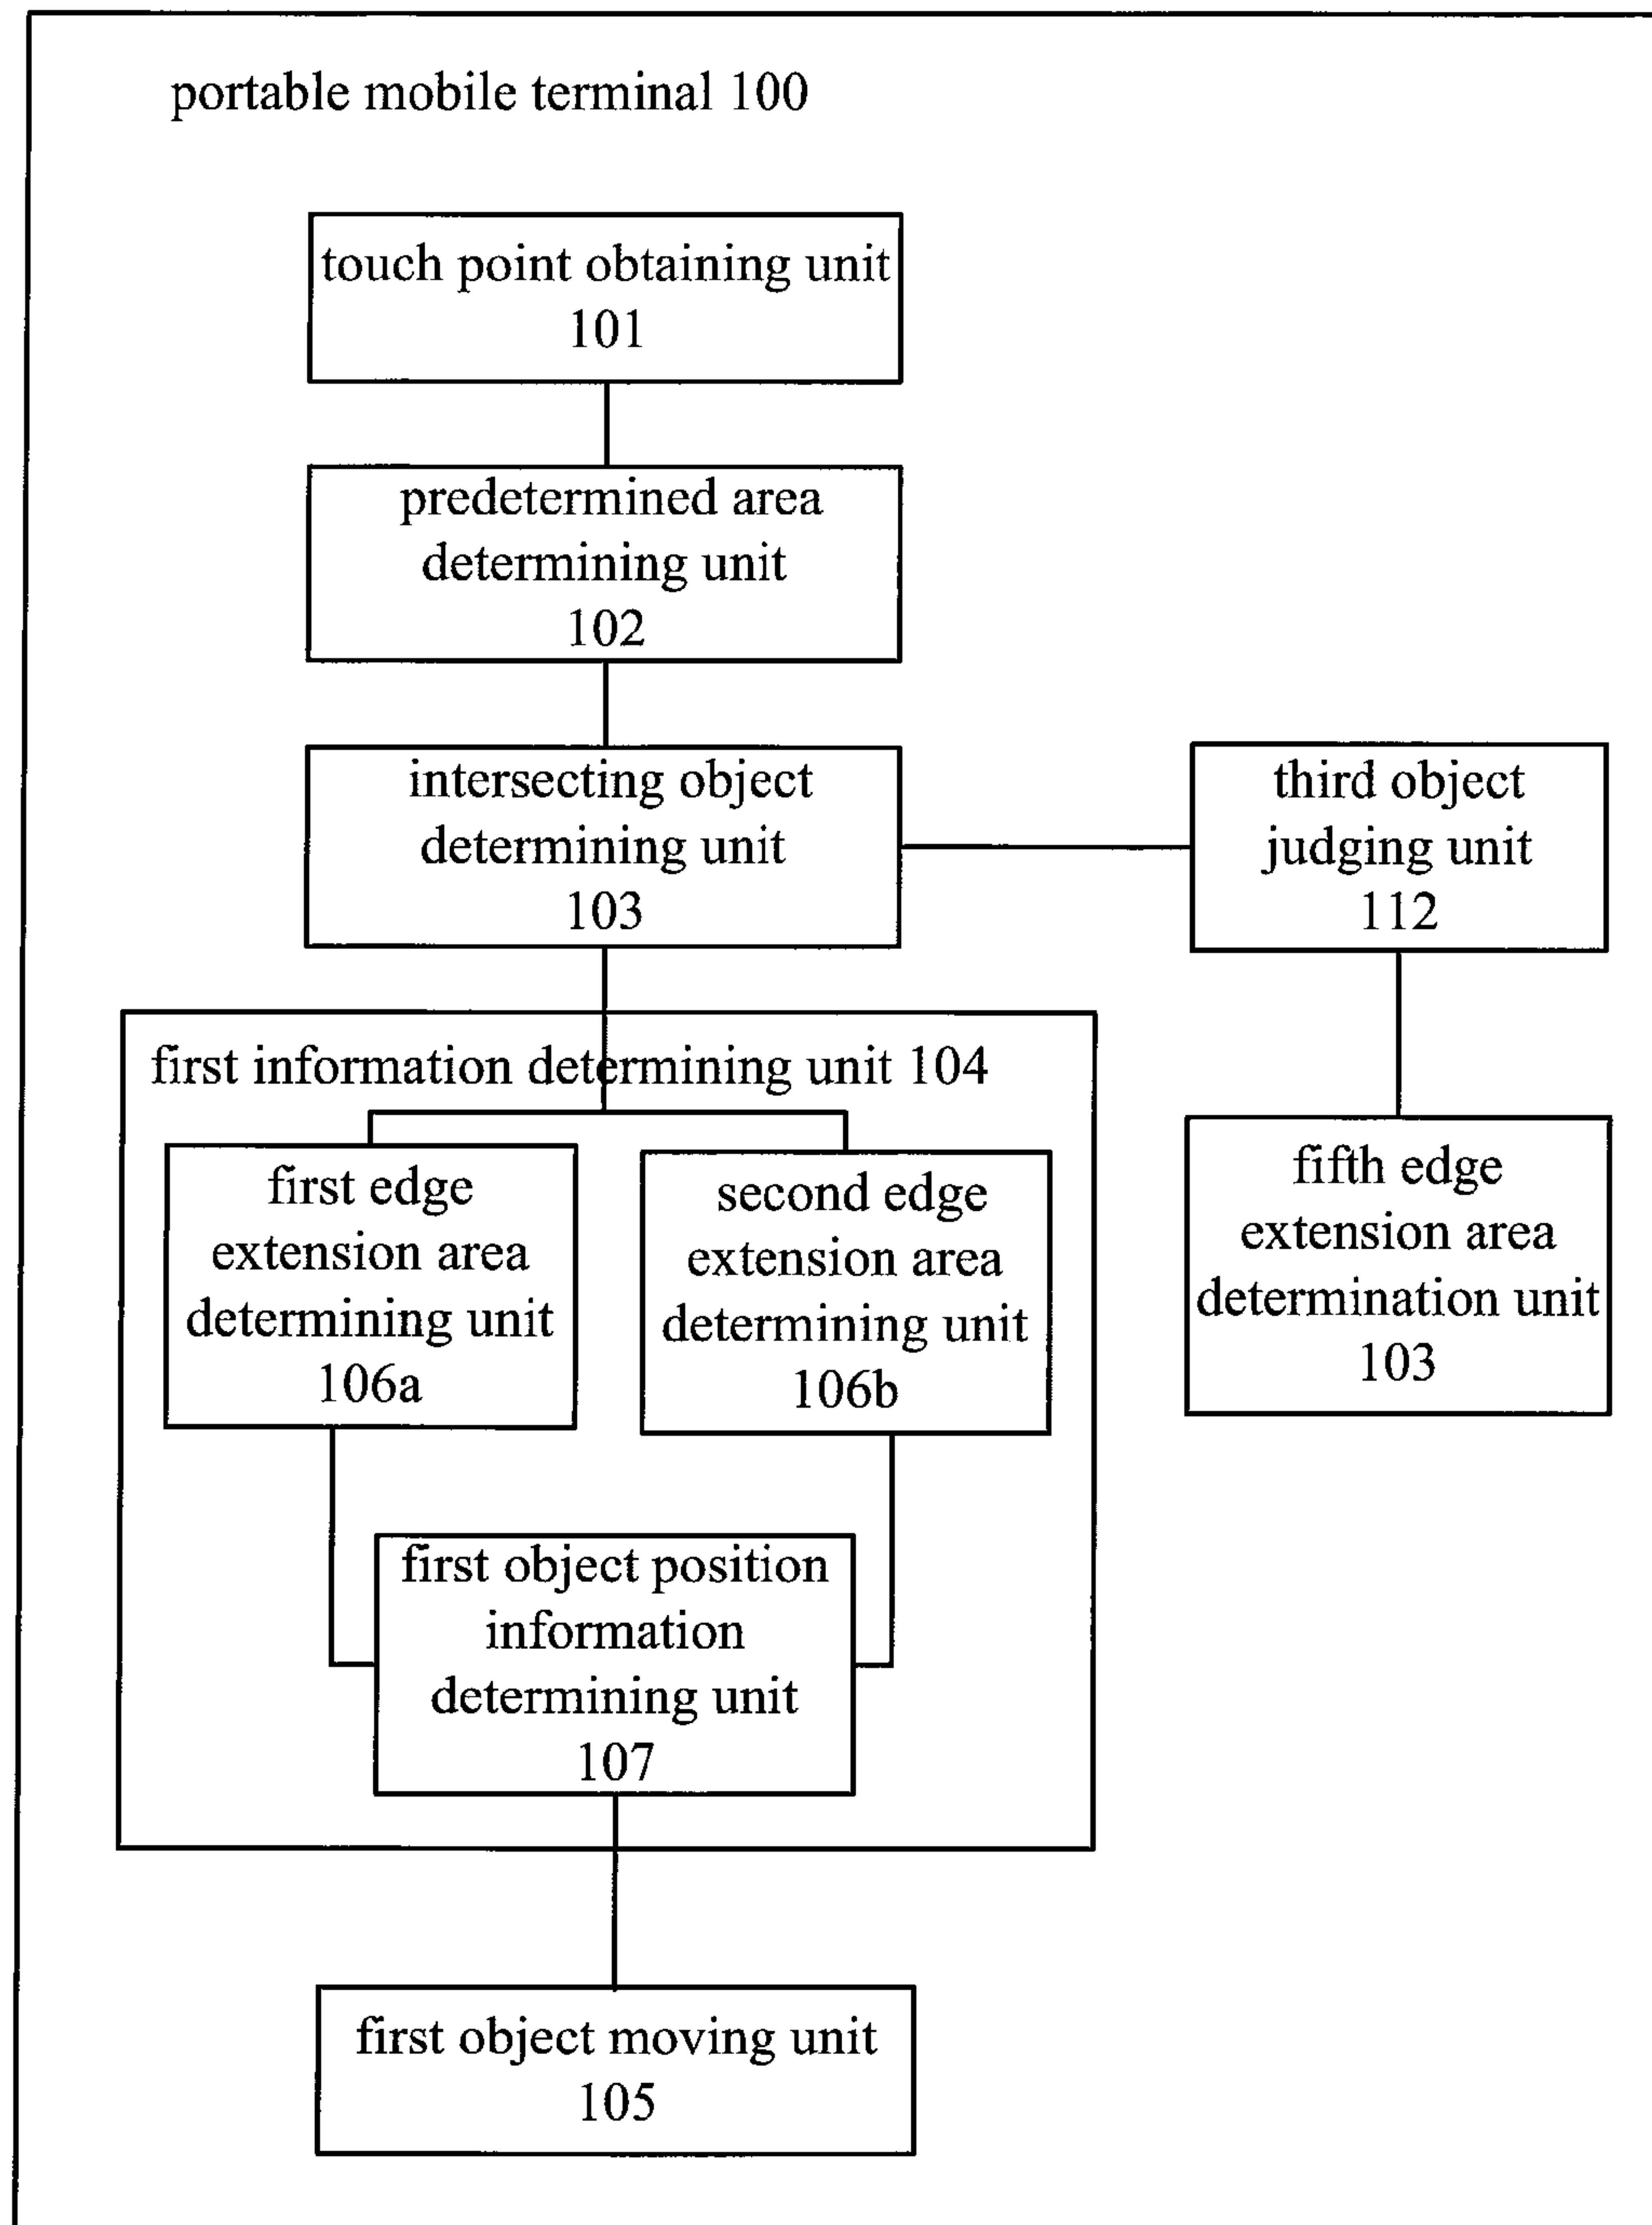 portable mobile terminal 100
touch point obtaining unit
101
predetermined area
determining unit
102
intersecting object
determining unit
103
third object
judging unit
112
first information determining unit 104
first edge
extension area
determining unit
106a
second edge
extension area
determining unit
106b
fifth edge
extension area
determination unit
103
first object position
information
determining unit
107
first object moving unit
105